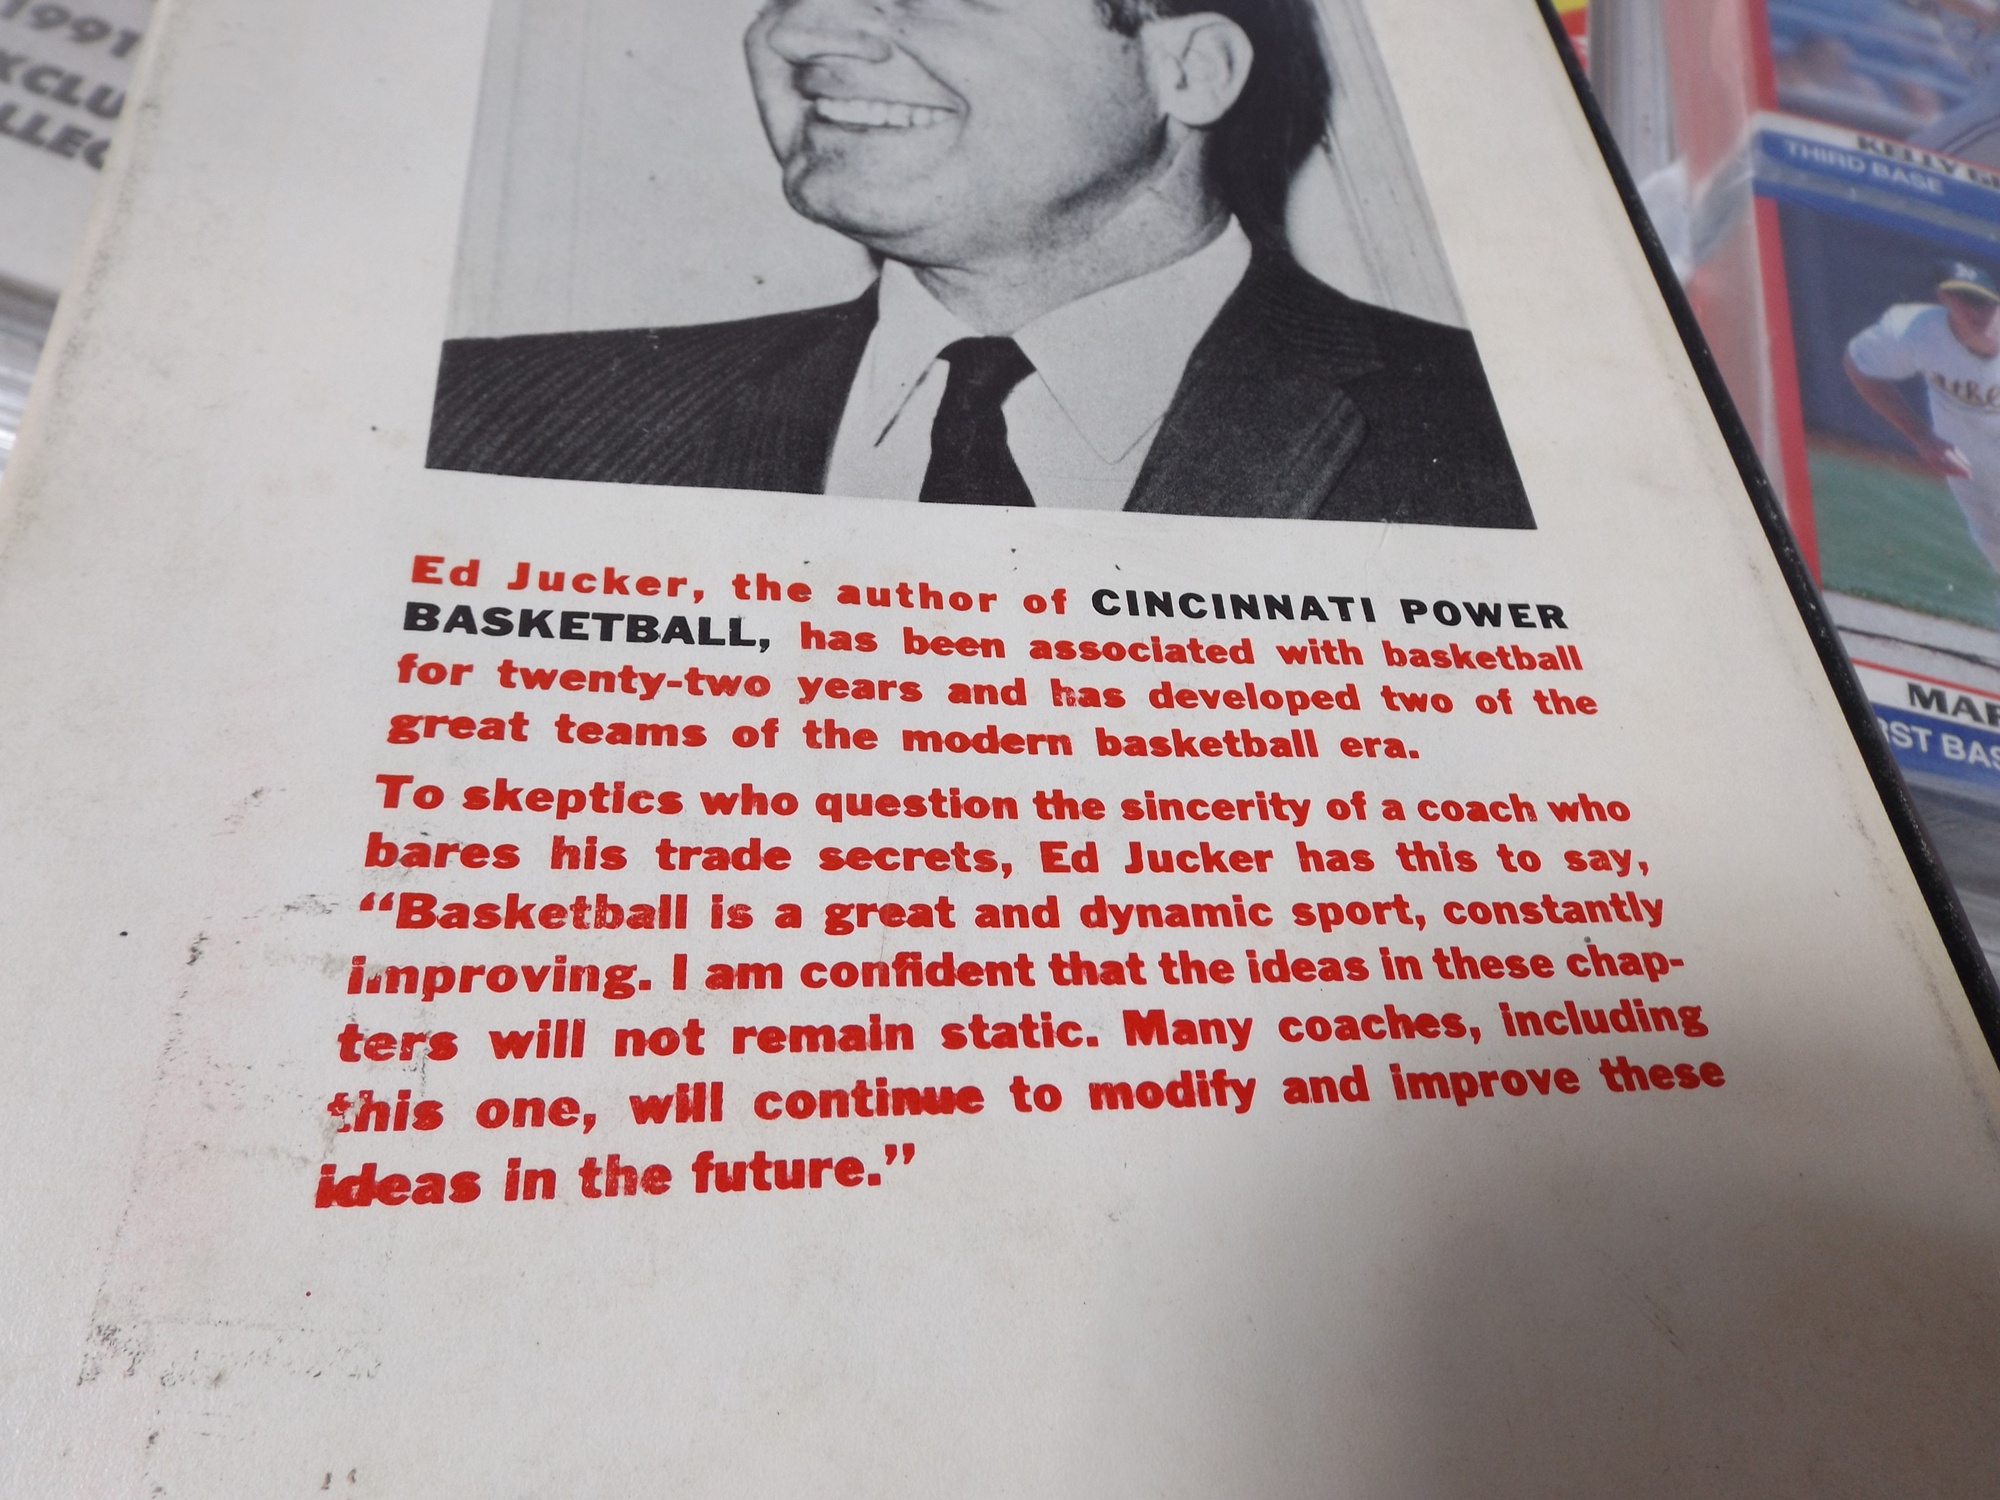 1991
Ed Jucker, the author of CINCINNATI POWER
BASKETBALL, has been associated with basketball
for twenty-two years and has developed two of the
great teams of the modern basketball era.
To skeptics who question the sincerity of a coach who
bares his trade secrets, Ed Jucker has this to say,
“Basketball is a great and dynamic sport, constantly
improving. I am confident that the ideas in these chap-
ters will not remain static. Many coaches, including
this one, will continue to modify and improve these
ideas in the future.”
KELLY
THIRD BASE